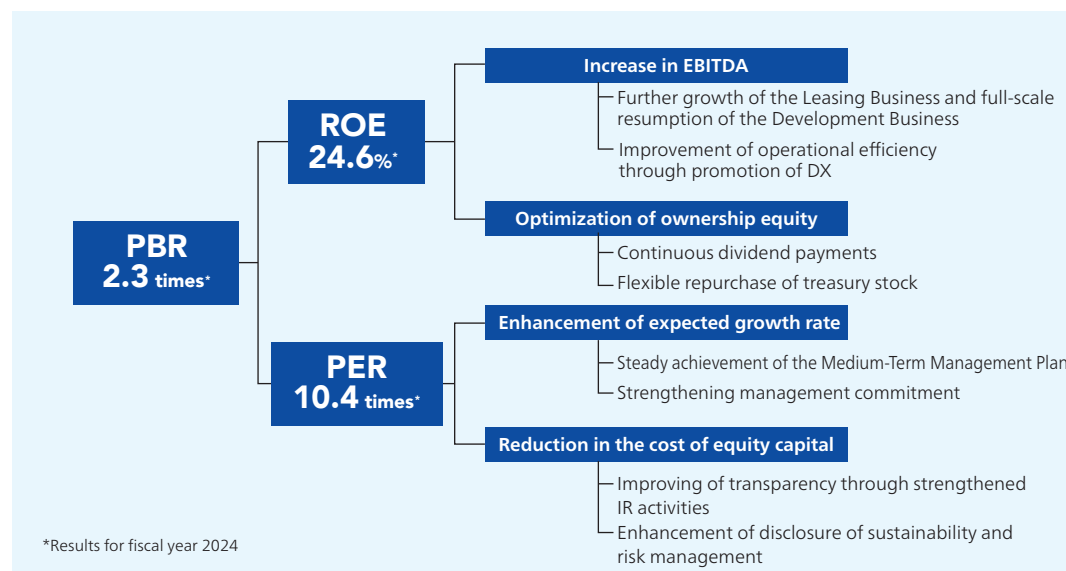 PBR
2.3 times*
ROE
24.6%*
Increase in EBITDA
Further growth of the Leasing Business and full-scale
resumption of the Development Business
Improvement of operational efficiency
through promotion of DX
Optimization of ownership equity
Continuous dividend payments
Flexible repurchase of treasury stock
PER
10.4 times*
Enhancement of expected growth rate
Steady achievement of the Medium-Term Management Plan
Strengthening management commitment
Reduction in the cost of equity capital
Improving of transparency through strengthened
IR activities
Enhancement of disclosure of sustainability and
risk management
*Results for fiscal year 2024